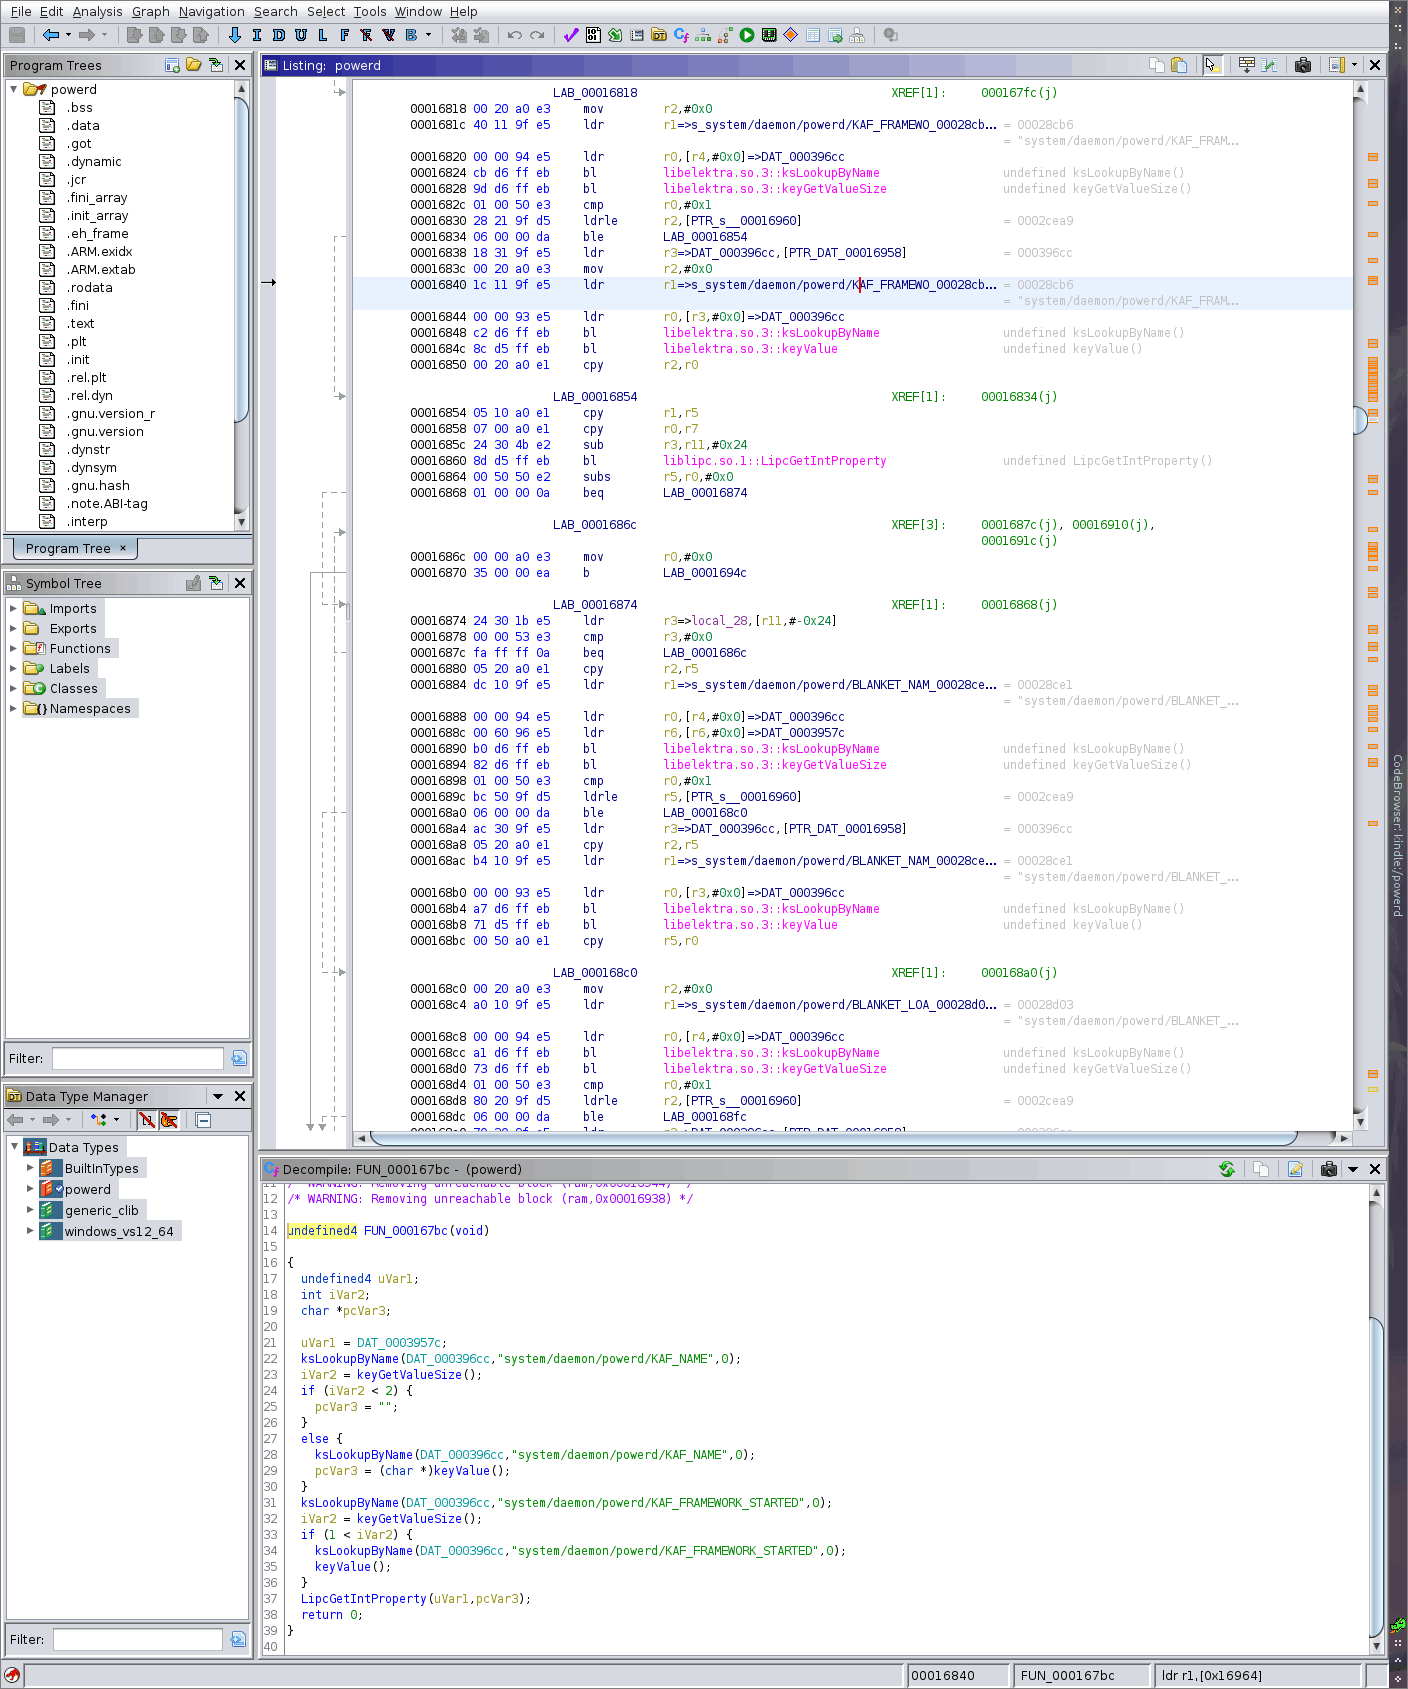 File Edit Analysis Graph Navigation Search Select Tools Window Help
I D U L F R V B
Program Trees
powerd
.bss
.data
.got
.dynamic
.jcr
.fini_array
.init_array
.eh_frame
.ARM.exidx
.ARM.extab
.rodata
.fini
.text
.plt
.init
.rel.plt
.rel.dyn
.gnu.version_r
.gnu.version
.dynstr
.dynsym
.gnu.hash
.note.ABI-tag
.interp
Program Tree ×
Symbol Tree
Imports
Exports
Functions
Labels
Classes
Namespaces
Filter:
Data Type Manager
Data Types
BuiltInTypes
powerd
generic_clib
windows_vs12_64
Filter:
Listing: powerd
LAB_00016818 XREF[1]: 000167fc(j)
00016818 00 20 a0 e3 mov r2,#0x0
0001681c 40 11 9f e5 ldr r1=>s_system/daemon/powerd/KAF_FRAMEWO_00028cb... = 00028cb6
= "system/daemon/powerd/KAF_FRAM...
00016820 00 00 94 e5 ldr r0,[r4,#0x0]=>DAT_000396cc
00016824 cb d6 ff eb bl libelektra.so.3::ksLookupByName undefined ksLookupByName()
00016828 9d d6 ff eb bl libelektra.so.3::keyGetValueSize undefined keyGetValueSize()
0001682c 01 00 50 e3 cmp r0,#0x1
00016830 28 21 9f d5 ldrle r2,[PTR_s__00016960] = 0002cea9
00016834 06 00 00 da ble LAB_00016854
00016838 18 31 9f e5 ldr r3=>DAT_000396cc,[PTR_DAT_00016958] = 000396cc
0001683c 00 20 a0 e3 mov r2,#0x0
00016840 1c 11 9f e5 ldr r1=>s_system/daemon/powerd/KAF_FRAMEWO_00028cb... = 00028cb6
= "system/daemon/powerd/KAF_FRAM...
00016844 00 00 93 e5 ldr r0,[r3,#0x0]=>DAT_000396cc
00016848 c2 d6 ff eb bl libelektra.so.3::ksLookupByName undefined ksLookupByName()
0001684c 8c d5 ff eb bl libelektra.so.3::keyValue undefined keyValue()
00016850 00 20 a0 e1 cpy r2,r0
LAB_00016854 XREF[1]: 00016834(j)
00016854 05 10 a0 e1 cpy r1,r5
00016858 07 00 a0 e1 cpy r0,r7
0001685c 24 30 4b e2 sub r3,r11,#0x24
00016860 8d d5 ff eb bl liblipc.so.1::LipcGetIntProperty undefined LipcGetIntProperty()
00016864 00 50 50 e2 subs r5,r0,#0x0
00016868 01 00 00 0a beq LAB_00016874
LAB_0001686c XREF[3]: 0001687c(j), 00016910(j),
0001691c(j)
0001686c 00 00 a0 e3 mov r0,#0x0
00016870 35 00 00 ea b LAB_0001694c
LAB_00016874 XREF[1]: 00016868(j)
00016874 24 30 1b e5 ldr r3=>local_28,[r11,#-0x24]
00016878 00 00 53 e3 cmp r3,#0x0
0001687c fa ff ff 0a beq LAB_0001686c
00016880 05 20 a0 e1 cpy r2,r5
00016884 dc 10 9f e5 ldr r1=>s_system/daemon/powerd/BLANKET_NAM_00028ce... = 00028ce1
= "system/daemon/powerd/BLANKET_...
00016888 00 00 94 e5 ldr r0,[r4,#0x0]=>DAT_000396cc
0001688c 00 60 96 e5 ldr r6,[r6,#0x0]=>DAT_0003957c
00016890 b0 d6 ff eb bl libelektra.so.3::ksLookupByName undefined ksLookupByName()
00016894 82 d6 ff eb bl libelektra.so.3::keyGetValueSize undefined keyGetValueSize()
00016898 01 00 50 e3 cmp r0,#0x1
0001689c bc 50 9f d5 ldrle r5,[PTR_s__00016960] = 0002cea9
000168a0 06 00 00 da ble LAB_000168c0
000168a4 ac 30 9f e5 ldr r3=>DAT_000396cc,[PTR_DAT_00016958] = 000396cc
000168a8 05 20 a0 e1 cpy r2,r5
000168ac b4 10 9f e5 ldr r1=>s_system/daemon/powerd/BLANKET_NAM_00028ce... = 00028ce1
= "system/daemon/powerd/BLANKET_...
000168b0 00 00 93 e5 ldr r0,[r3,#0x0]=>DAT_000396cc
000168b4 a7 d6 ff eb bl libelektra.so.3::ksLookupByName undefined ksLookupByName()
000168b8 71 d5 ff eb bl libelektra.so.3::keyValue undefined keyValue()
000168bc 00 50 a0 e1 cpy r5,r0
LAB_000168c0 XREF[1]: 000168a0(j)
000168c0 00 20 a0 e3 mov r2,#0x0
000168c4 a0 10 9f e5 ldr r1=>s_system/daemon/powerd/BLANKET_LOA_00028d0... = 00028d03
= "system/daemon/powerd/BLANKET_...
000168c8 00 00 94 e5 ldr r0,[r4,#0x0]=>DAT_000396cc
000168cc a1 d6 ff eb bl libelektra.so.3::ksLookupByName undefined ksLookupByName()
000168d0 73 d6 ff eb bl libelektra.so.3::keyGetValueSize undefined keyGetValueSize()
000168d4 01 00 50 e3 cmp r0,#0x1
000168d8 80 20 9f d5 ldrle r2,[PTR_s__00016960] = 0002cea9
000168dc 06 00 00 da ble LAB_000168fc
Decompile: FUN_000167bc - (powerd)
12 /* WARNING: Removing unreachable block (ram,0x00016938) */
13
14 undefined4 FUN_000167bc(void)
15
16 {
17 undefined4 uVar1;
18 int iVar2;
19 char *pcVar3;
20
21 uVar1 = DAT_0003957c;
22 ksLookupByName(DAT_000396cc,"system/daemon/powerd/KAF_NAME",0);
23 iVar2 = keyGetValueSize();
24 if (iVar2 < 2) {
25 pcVar3 = "";
26 }
27 else {
28 ksLookupByName(DAT_000396cc,"system/daemon/powerd/KAF_NAME",0);
29 pcVar3 = (char *)keyValue();
30 }
31 ksLookupByName(DAT_000396cc,"system/daemon/powerd/KAF_FRAMEWORK_STARTED",0);
32 iVar2 = keyGetValueSize();
33 if (1 < iVar2) {
34 ksLookupByName(DAT_000396cc,"system/daemon/powerd/KAF_FRAMEWORK_STARTED",0);
35 keyValue();
36 }
37 LipcGetIntProperty(uVar1,pcVar3);
38 return 0;
39 }
40
00016840 FUN_000167bc ldr r1,[0x16964]
CodeBrowser: kindle:/powerd